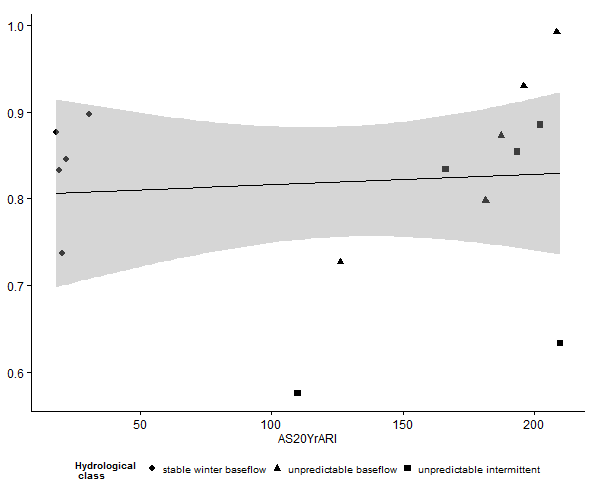 1.0
0.9
0.8
0.7
0.6
50 100 150 200
AS20YrARI
Hydrological class stable winter baseflow unpredictable baseflow unpredictable intermittent